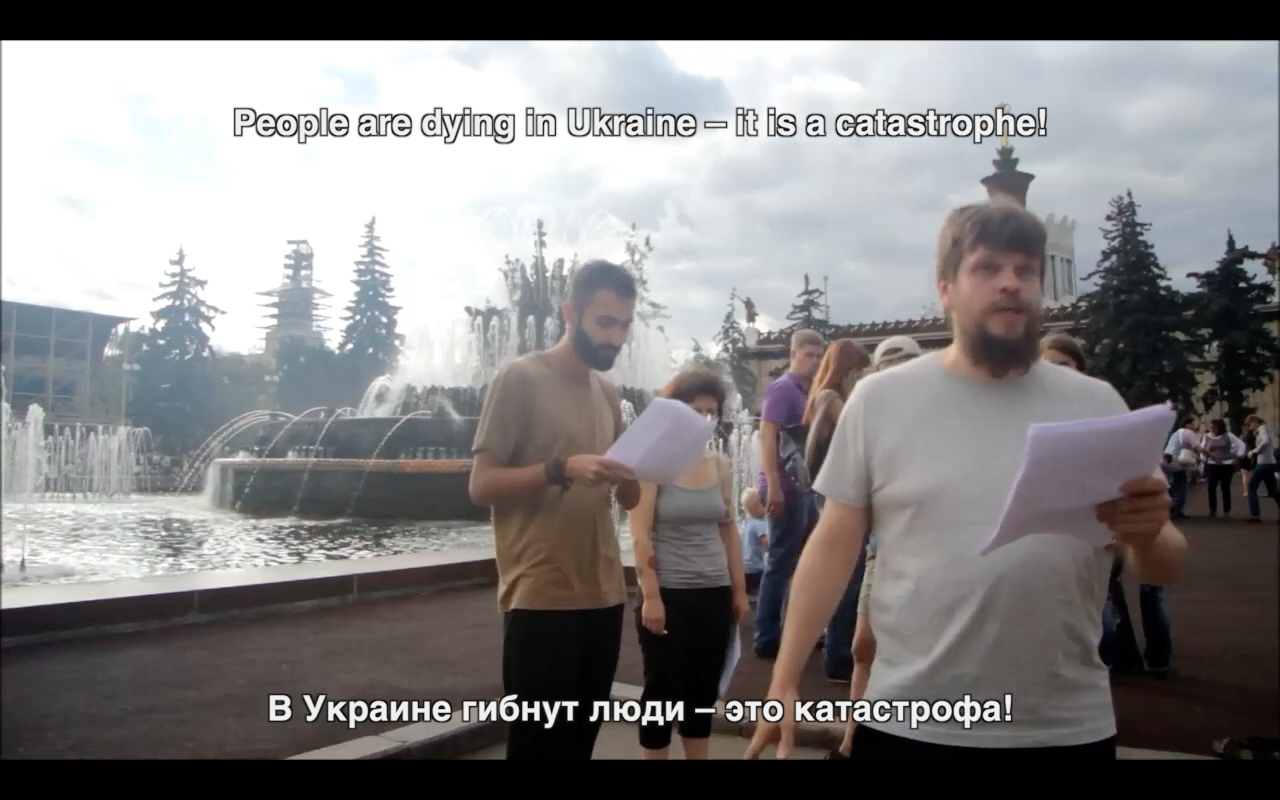 People are dying in Ukraine – it is a catastrophe!
В Украине гибнут люди – это катастрофа!